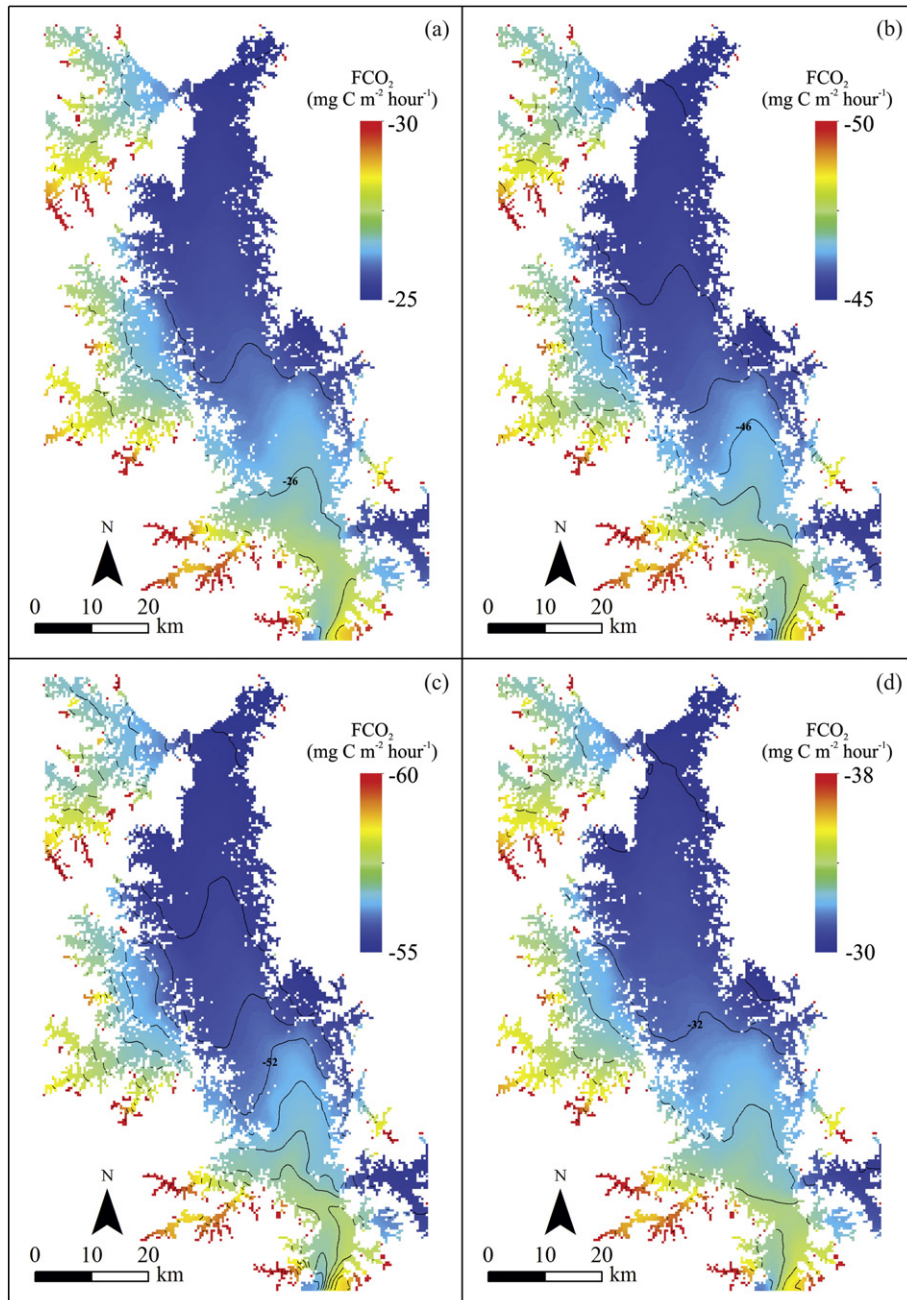 (a)
FCO₂
(mg C m⁻² hour⁻¹)
-30
-25
-26
N
0 10 20
km
(b)
FCO₂
(mg C m⁻² hour⁻¹)
-50
-45
-46
N
0 10 20
km
(c)
FCO₂
(mg C m⁻² hour⁻¹)
-60
-55
-52
N
0 10 20
km
(d)
FCO₂
(mg C m⁻² hour⁻¹)
-38
-30
-32
N
0 10 20
km